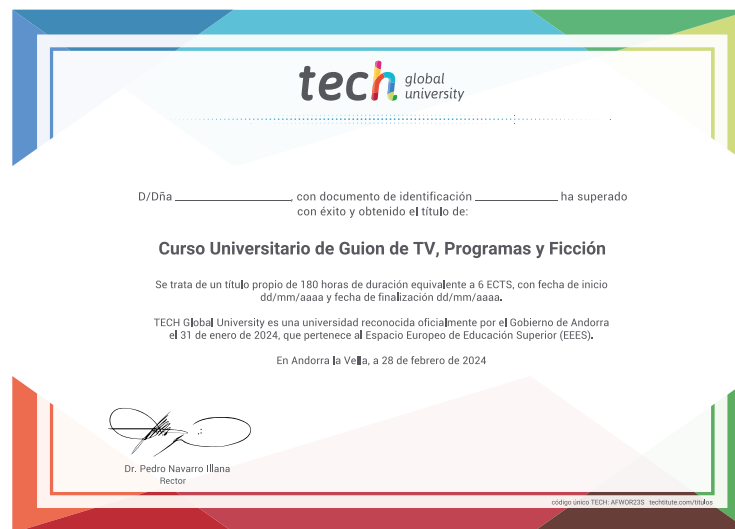 tech global
university
D/Dña ____________, con documento de identificación ____________ ha superado
con éxito y obtenido el título de:
Curso Universitario de Guion de TV, Programas y Ficción
Se trata de un título propio de 180 horas de duración equivalente a 6 ECTS, con fecha de inicio
dd/mm/aaaa y fecha de finalización dd/mm/aaaa.
TECH Global University es una universidad reconocida oficialmente por el Gobierno de Andorra
el 31 de enero de 2024, que pertenece al Espacio Europeo de Educación Superior (EEES).
En Andorra la Vella, a 28 de febrero de 2024
Dr. Pedro Navarro Illana
Rector
código único TECH: AFWOR23S techtitute.com/titulos